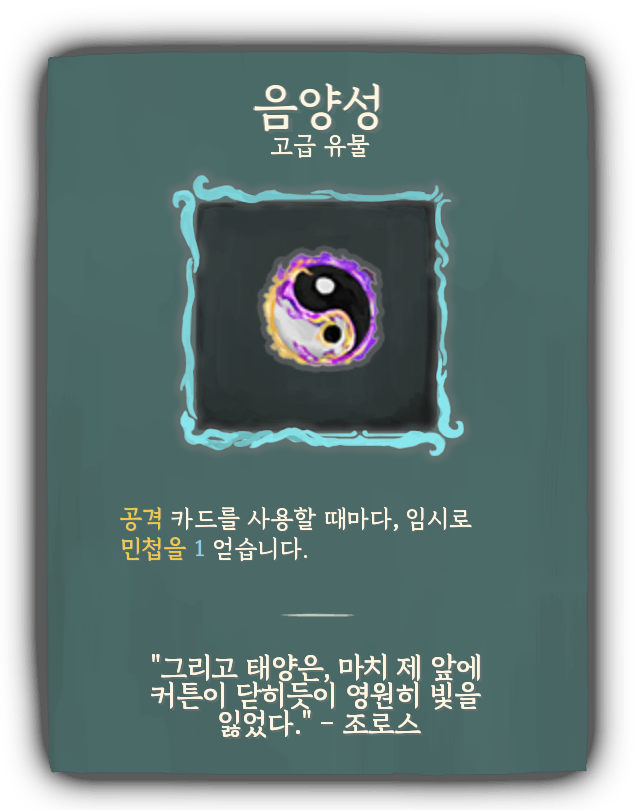 음양성
고급 유물
공격 카드를 사용할 때마다, 임시로
민첩을 1 얻습니다.
"그리고 태양은, 마치 제 앞에
커튼이 닫히듯이 영원히 빛을
잃었다." - 조로스